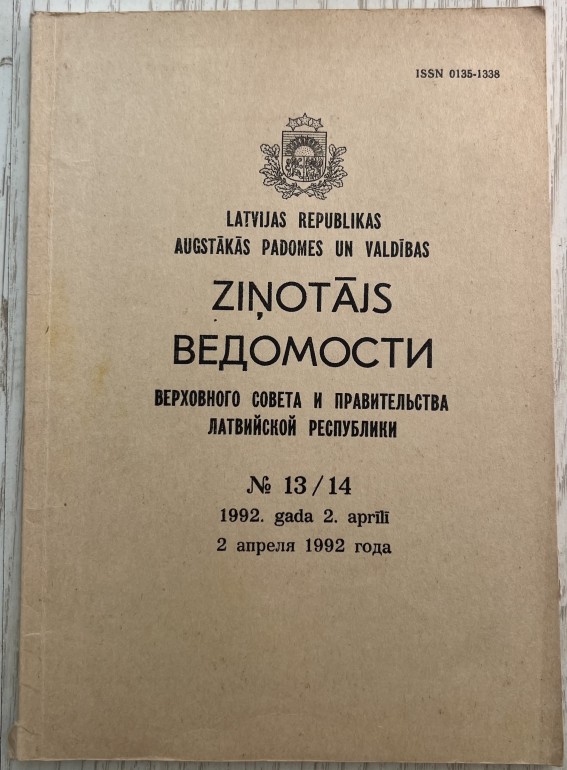 ISSN 0135-1338
LATVIJAS REPUBLIKAS
AUGSTĀKĀS PADOMES UN VALDĪBAS
ZIŅOTĀJS
ВЕДОМОСТИ
ВЕРХОВНОГО СОВЕТА И ПРАВИТЕЛЬСТВА
ЛАТВИЙСКОЙ РЕСПУБЛИКИ
№ 13/14
1992. gada 2. aprīlī
2 апреля 1992 года